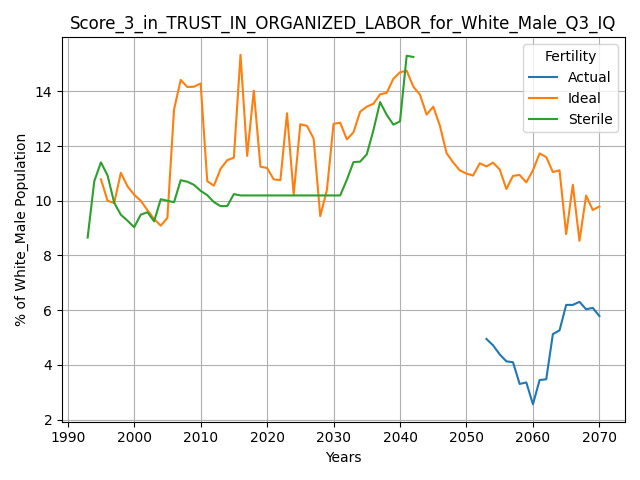 Score_3_in_TRUST_IN_ORGANIZED_LABOR_for_White_Male_Q3_IQ
Fertility
Actual
Ideal
Sterile
% of White_Male Population
14
12
10
8
6
4
2
1990 2000 2010 2020 2030 2040 2050 2060 2070
Years